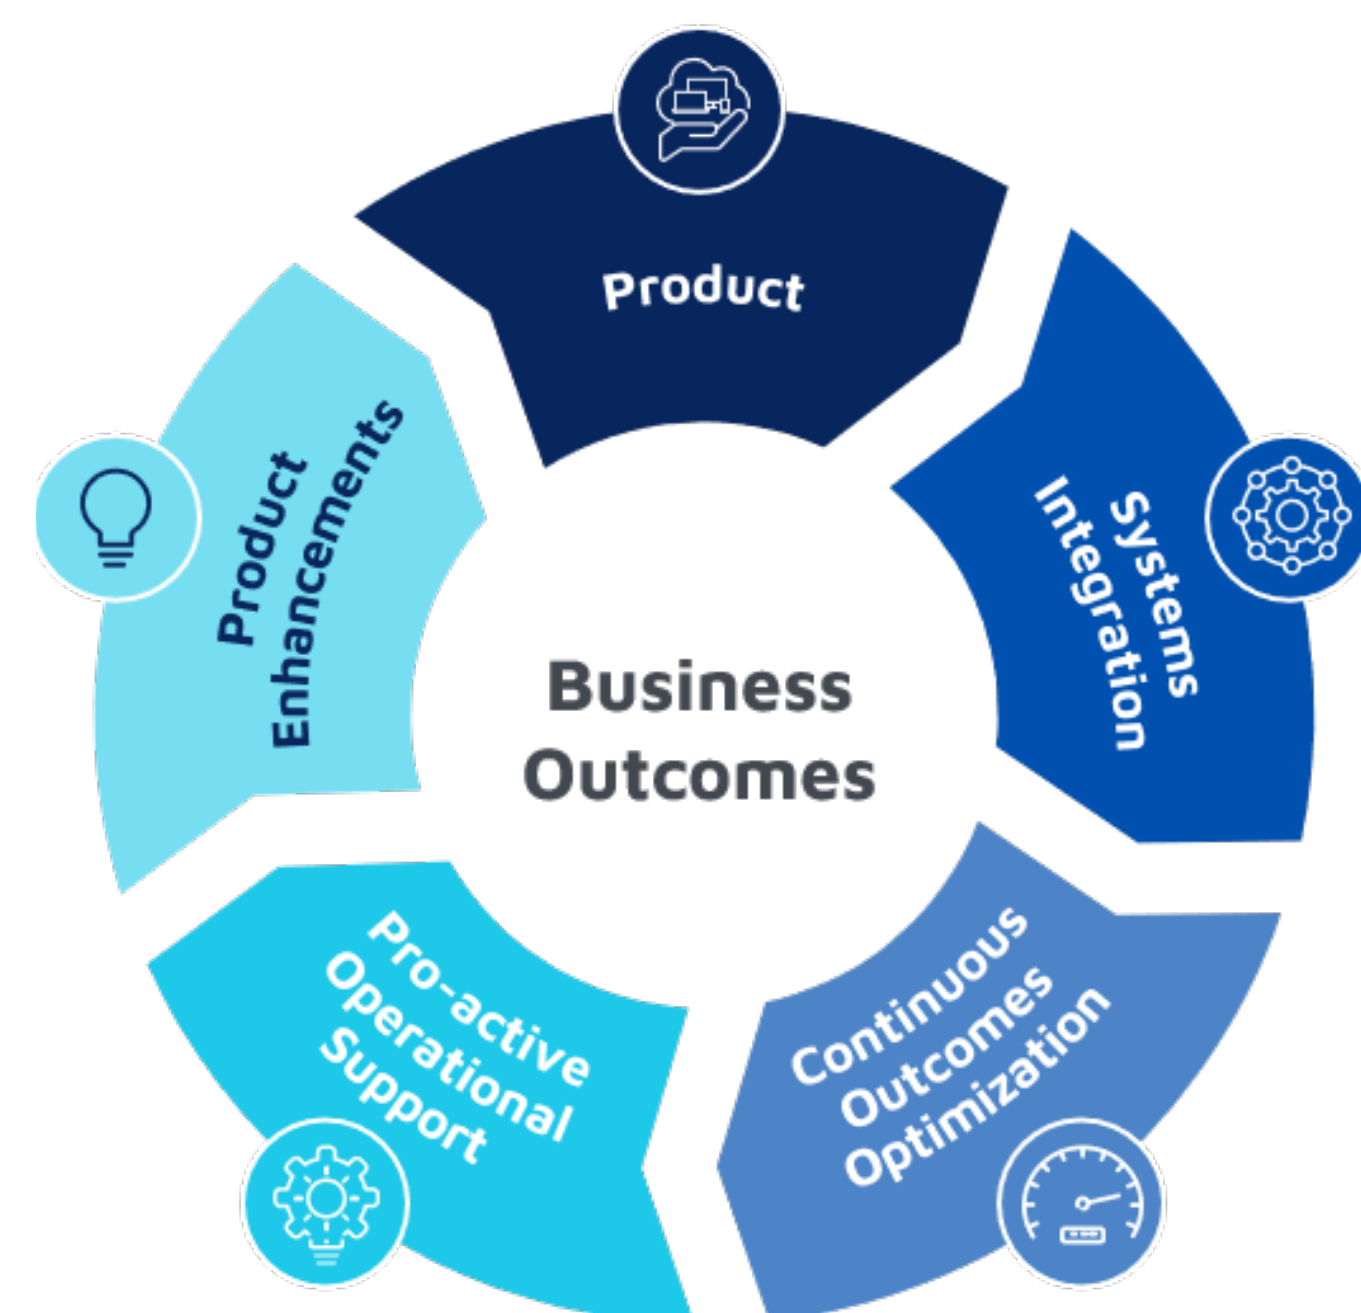 Product
Systems
Integration
Continuous
Outcomes
Optimization
Pro-active
Operational
Support
Product
Enhancements
Business
Outcomes